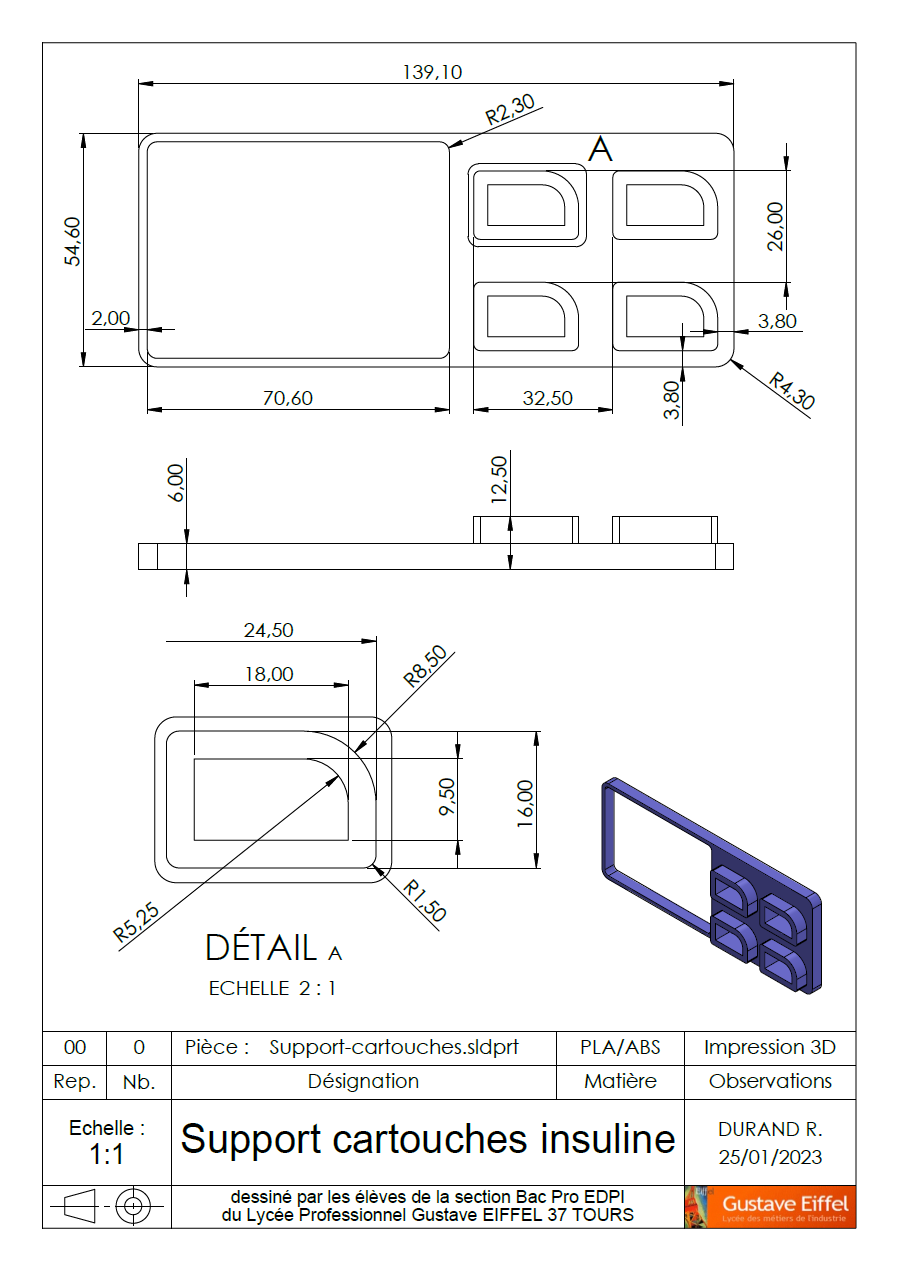 139,10
R2,30
A
54,60
26,00
2,00
3,80
70,60
32,50
3,80
R4,30
6,00
12,50
24,50
18,00
R8,50
9,50
16,00
R5,25
R1,50
DÉTAIL A
ECHELLE 2 : 1
00 0 Pièce : Support-cartouches.sldprt PLA/ABS Impression 3D
Rep. Nb. Désignation Matière Observations
Echelle :
1:1
Support cartouches insuline
DURAND R.
25/01/2023
dessiné par les élèves de la section Bac Pro EDPI
du Lycée Professionnel Gustave EIFFEL 37 TOURS
Gustave Eiffel
Lycée des métiers de l'industrie